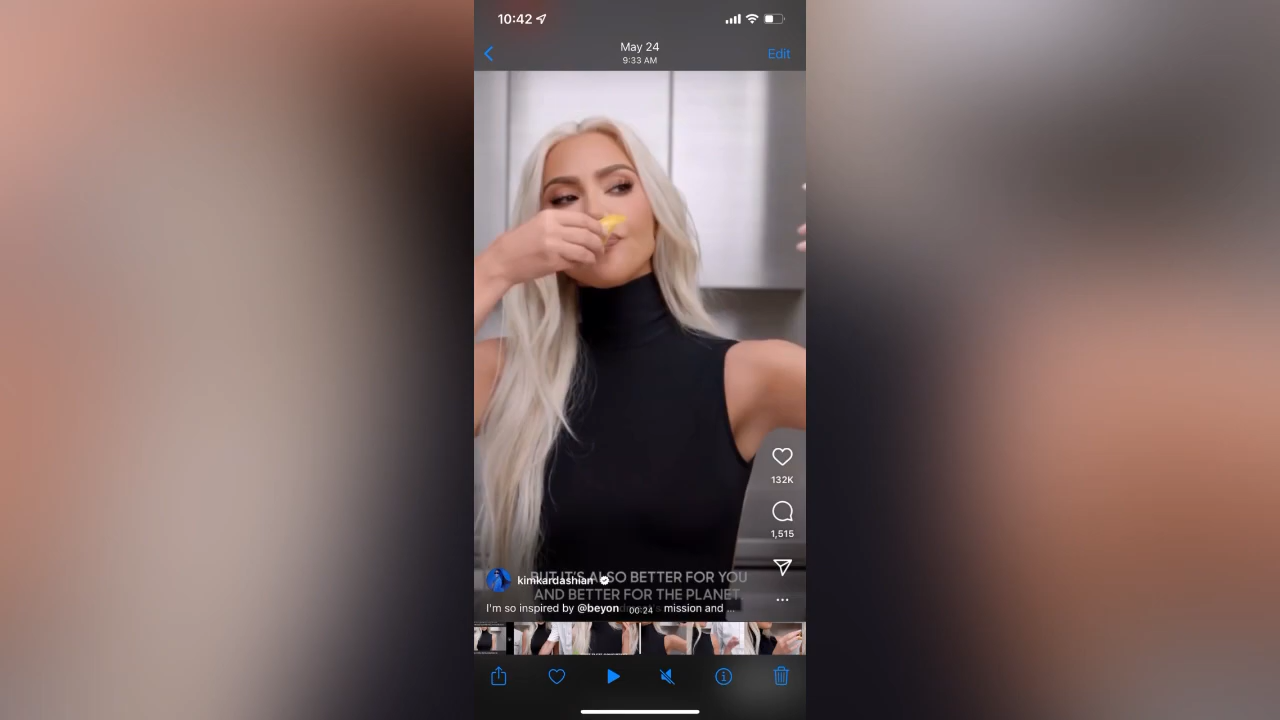 10:42
May 24
9:33 AM
Edit
132K
1,515
BUT IT'S ALSO BETTER FOR YOU
kimkardashian
AND BETTER FOR THE PLANET.
I'm so inspired by @beyon 's mission and ...
00:24